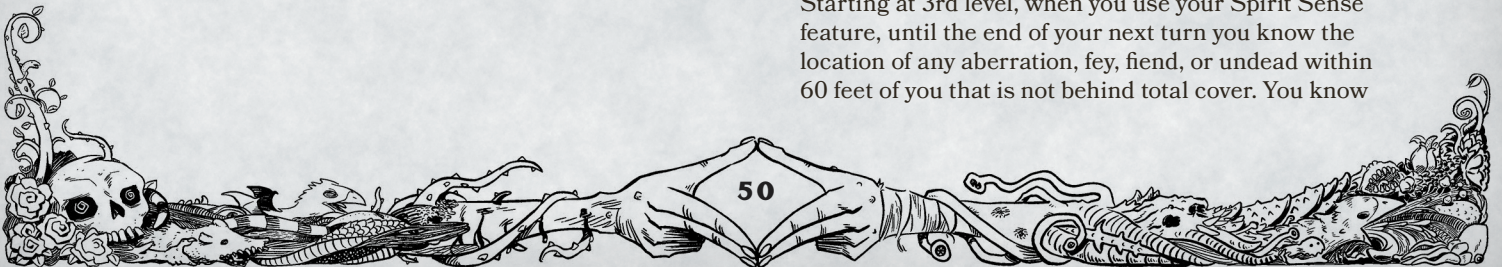 Starting at 3rd level, when you use your Spirit Sense
feature, until the end of your next turn you know the
location of any aberration, fey, fiend, or undead within
60 feet of you that is not behind total cover. You know
50